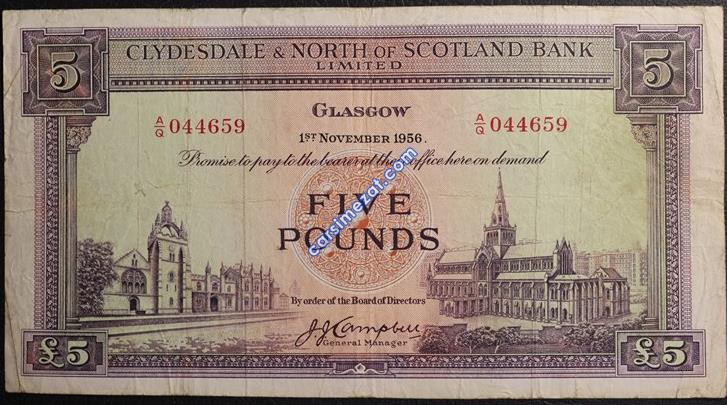 5 CLYDESDALE & NORTH OF SCOTLAND BANK 5
LIMITED
GLASGOW
A/Q 044659 A/Q 044659
1ST NOVEMBER 1956.
Promise to pay to the bearer at the office here on demand
FIVE
POUNDS
carsimezat.com
By order of the Board of Directors
J.J. Campbell
General Manager
£5 £5